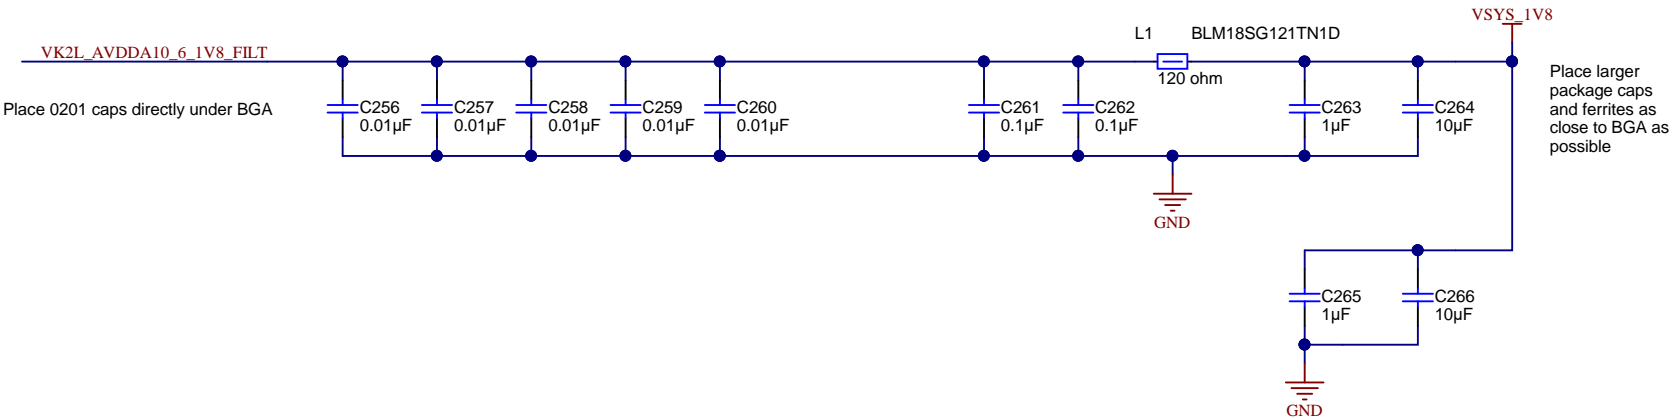 VSYS_1V8
L1 BLM18SG121TN1D
VK2L_AVDDA10_6_1V8_FILT
120 ohm
Place larger
package caps
and ferrites as
close to BGA as
possible
Place 0201 caps directly under BGA
C256
0.01µF
C257
0.01µF
C258
0.01µF
C259
0.01µF
C260
0.01µF
C261
0.1µF
C262
0.1µF
C263
1µF
C264
10µF
GND
C265
1µF
C266
10µF
GND